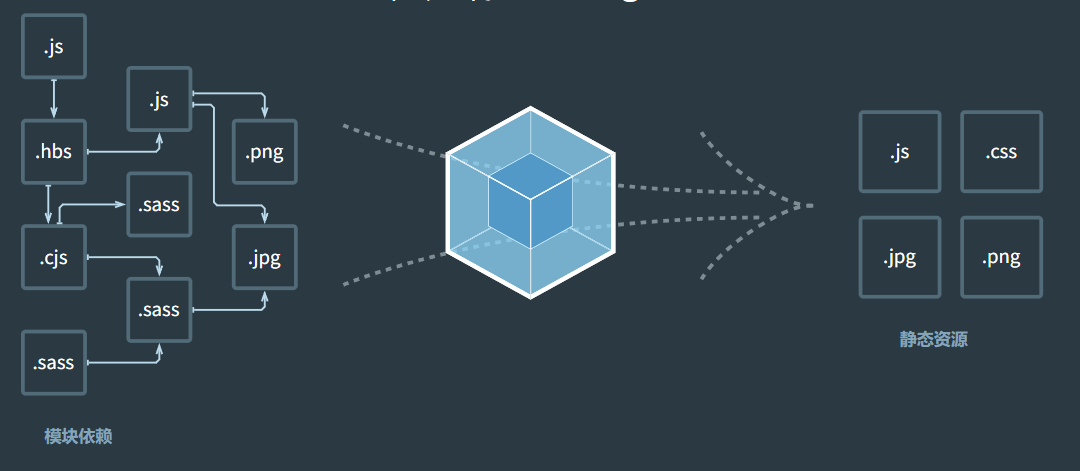 .js
.js
.hbs
.png
.sass
.cjs
.jpg
.sass
.sass
模块依赖
.js
.css
.jpg
.png
静态资源